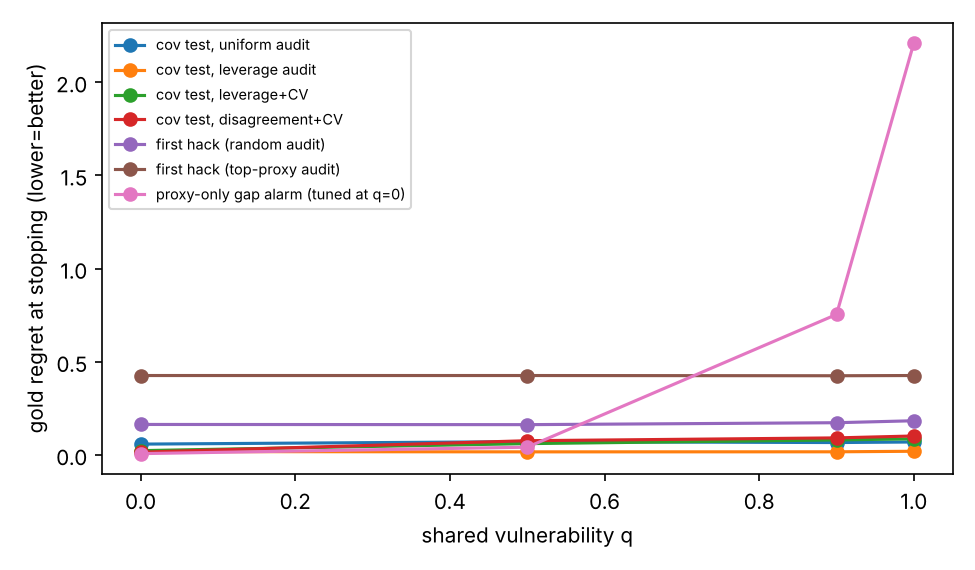 cov test, uniform audit
cov test, leverage audit
cov test, leverage+CV
cov test, disagreement+CV
first hack (random audit)
first hack (top-proxy audit)
proxy-only gap alarm (tuned at q=0)
gold regret at stopping (lower=better)
2.0
1.5
1.0
0.5
0.0
0.0 0.2 0.4 0.6 0.8 1.0
shared vulnerability q